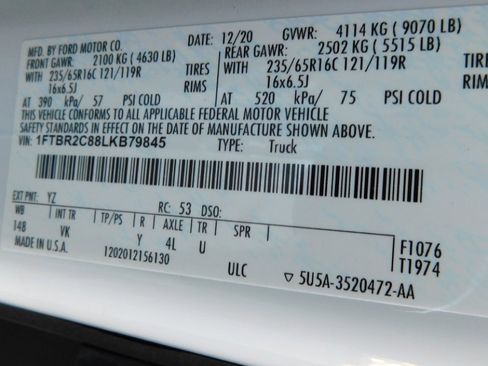 MFD. BY FORD MOTOR CO. DATE: 12/20 GVWR: 4114 KG ( 9070 LB)
FRONT GAWR: 2100 KG ( 4630 LB) REAR GAWR: 2502 KG ( 5515 LB)
WITH 235/65R16C 121/119R TIRES WITH 235/65R16C 121/119R TIRES
16x6.5J RIMS 16x6.5J RIMS
AT 390 kPa/ 57 PSI COLD AT 520 kPa/ 75 PSI COLD
THIS VEHICLE CONFORMS TO ALL APPLICABLE FEDERAL MOTOR VEHICLE
SAFETY STANDARDS IN EFFECT ON THE DATE OF MANUFACTURE SHOWN ABOVE.
VIN: 1FTBR2C88LKB79845 TYPE: Truck
EXT PNT: YZ RC: 53 DSO:
WB INT TR TP/PS R AXLE TR SPR
148 VK Y 4L U F1076
MADE IN U.S.A. 1202012156130 T1974
ULC ▽ 5U5A-3520472-AA